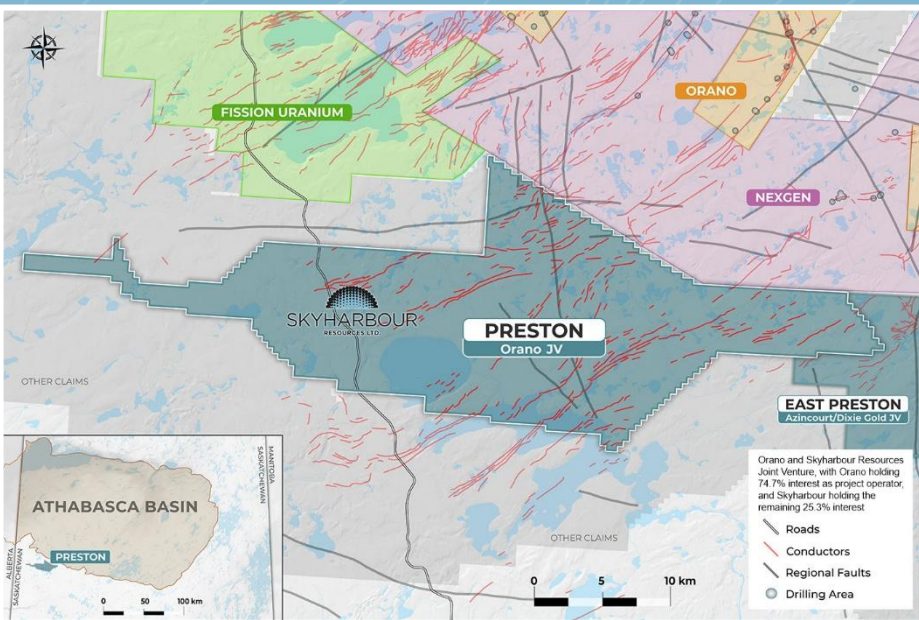 FISSION URANIUM
ORANO
NEXGEN
SKYHARBOUR
RESOURCES LTD.
PRESTON
Orano JV
OTHER CLAIMS
EAST PRESTON
Azincourt/Dixie Gold JV
OTHER CLAIMS
0 5 10 km
ATHABASCA BASIN
PRESTON
ALBERTA
SASKATCHEWAN
MANITOBA
SASKATCHEWAN
0 50 100 km
Orano and Skyharbour Resources
Joint Venture, with Orano holding
74.7% interest as project operator,
and Skyharbour holding the
remaining 25.3% interest
Roads
Conductors
Regional Faults
Drilling Area